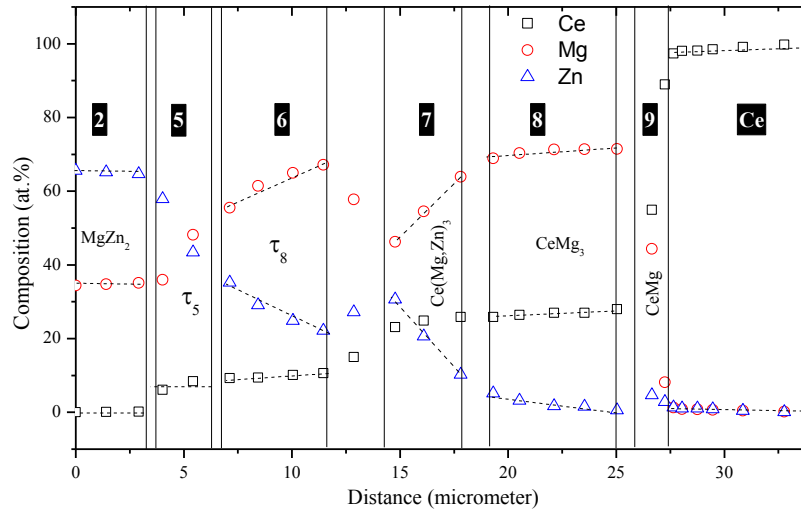 Ce
Mg
Zn
2 5 6 7 8 9 Ce
MgZn₂
τ₅
τ₈
Ce(Mg,Zn)₃
CeMg₃
CeMg
Composition (at.%)
100
80
60
40
20
0
0 5 10 15 20 25 30
Distance (micrometer)